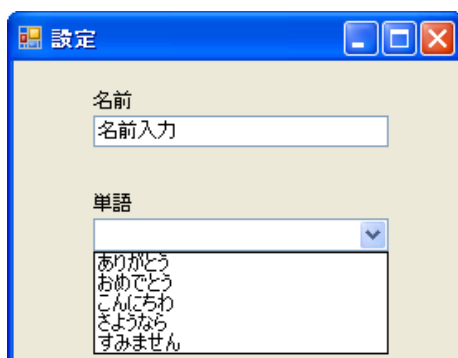 設定
名前
名前入力
単語
ありがとう
おめでとう
こんにちわ
さようなら
すみません